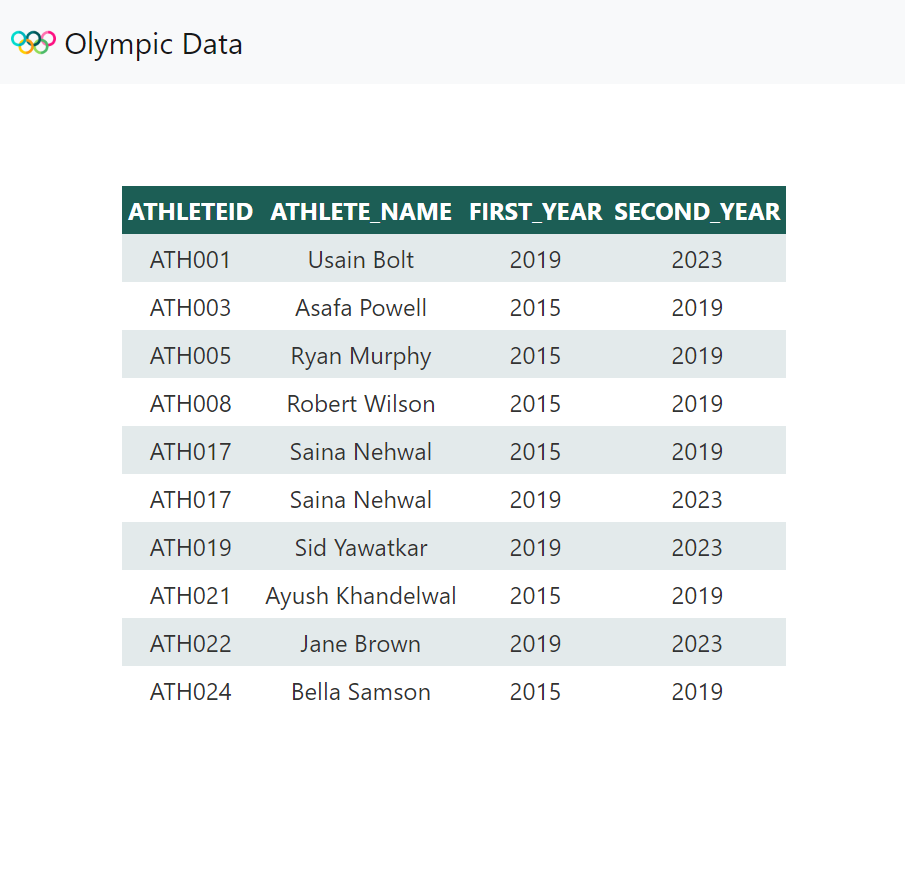 Olympic Data
ATHLETEID ATHLETE_NAME FIRST_YEAR SECOND_YEAR
ATH001 Usain Bolt 2019 2023
ATH003 Asafa Powell 2015 2019
ATH005 Ryan Murphy 2015 2019
ATH008 Robert Wilson 2015 2019
ATH017 Saina Nehwal 2015 2019
ATH017 Saina Nehwal 2019 2023
ATH019 Sid Yawatkar 2019 2023
ATH021 Ayush Khandelwal 2015 2019
ATH022 Jane Brown 2019 2023
ATH024 Bella Samson 2015 2019